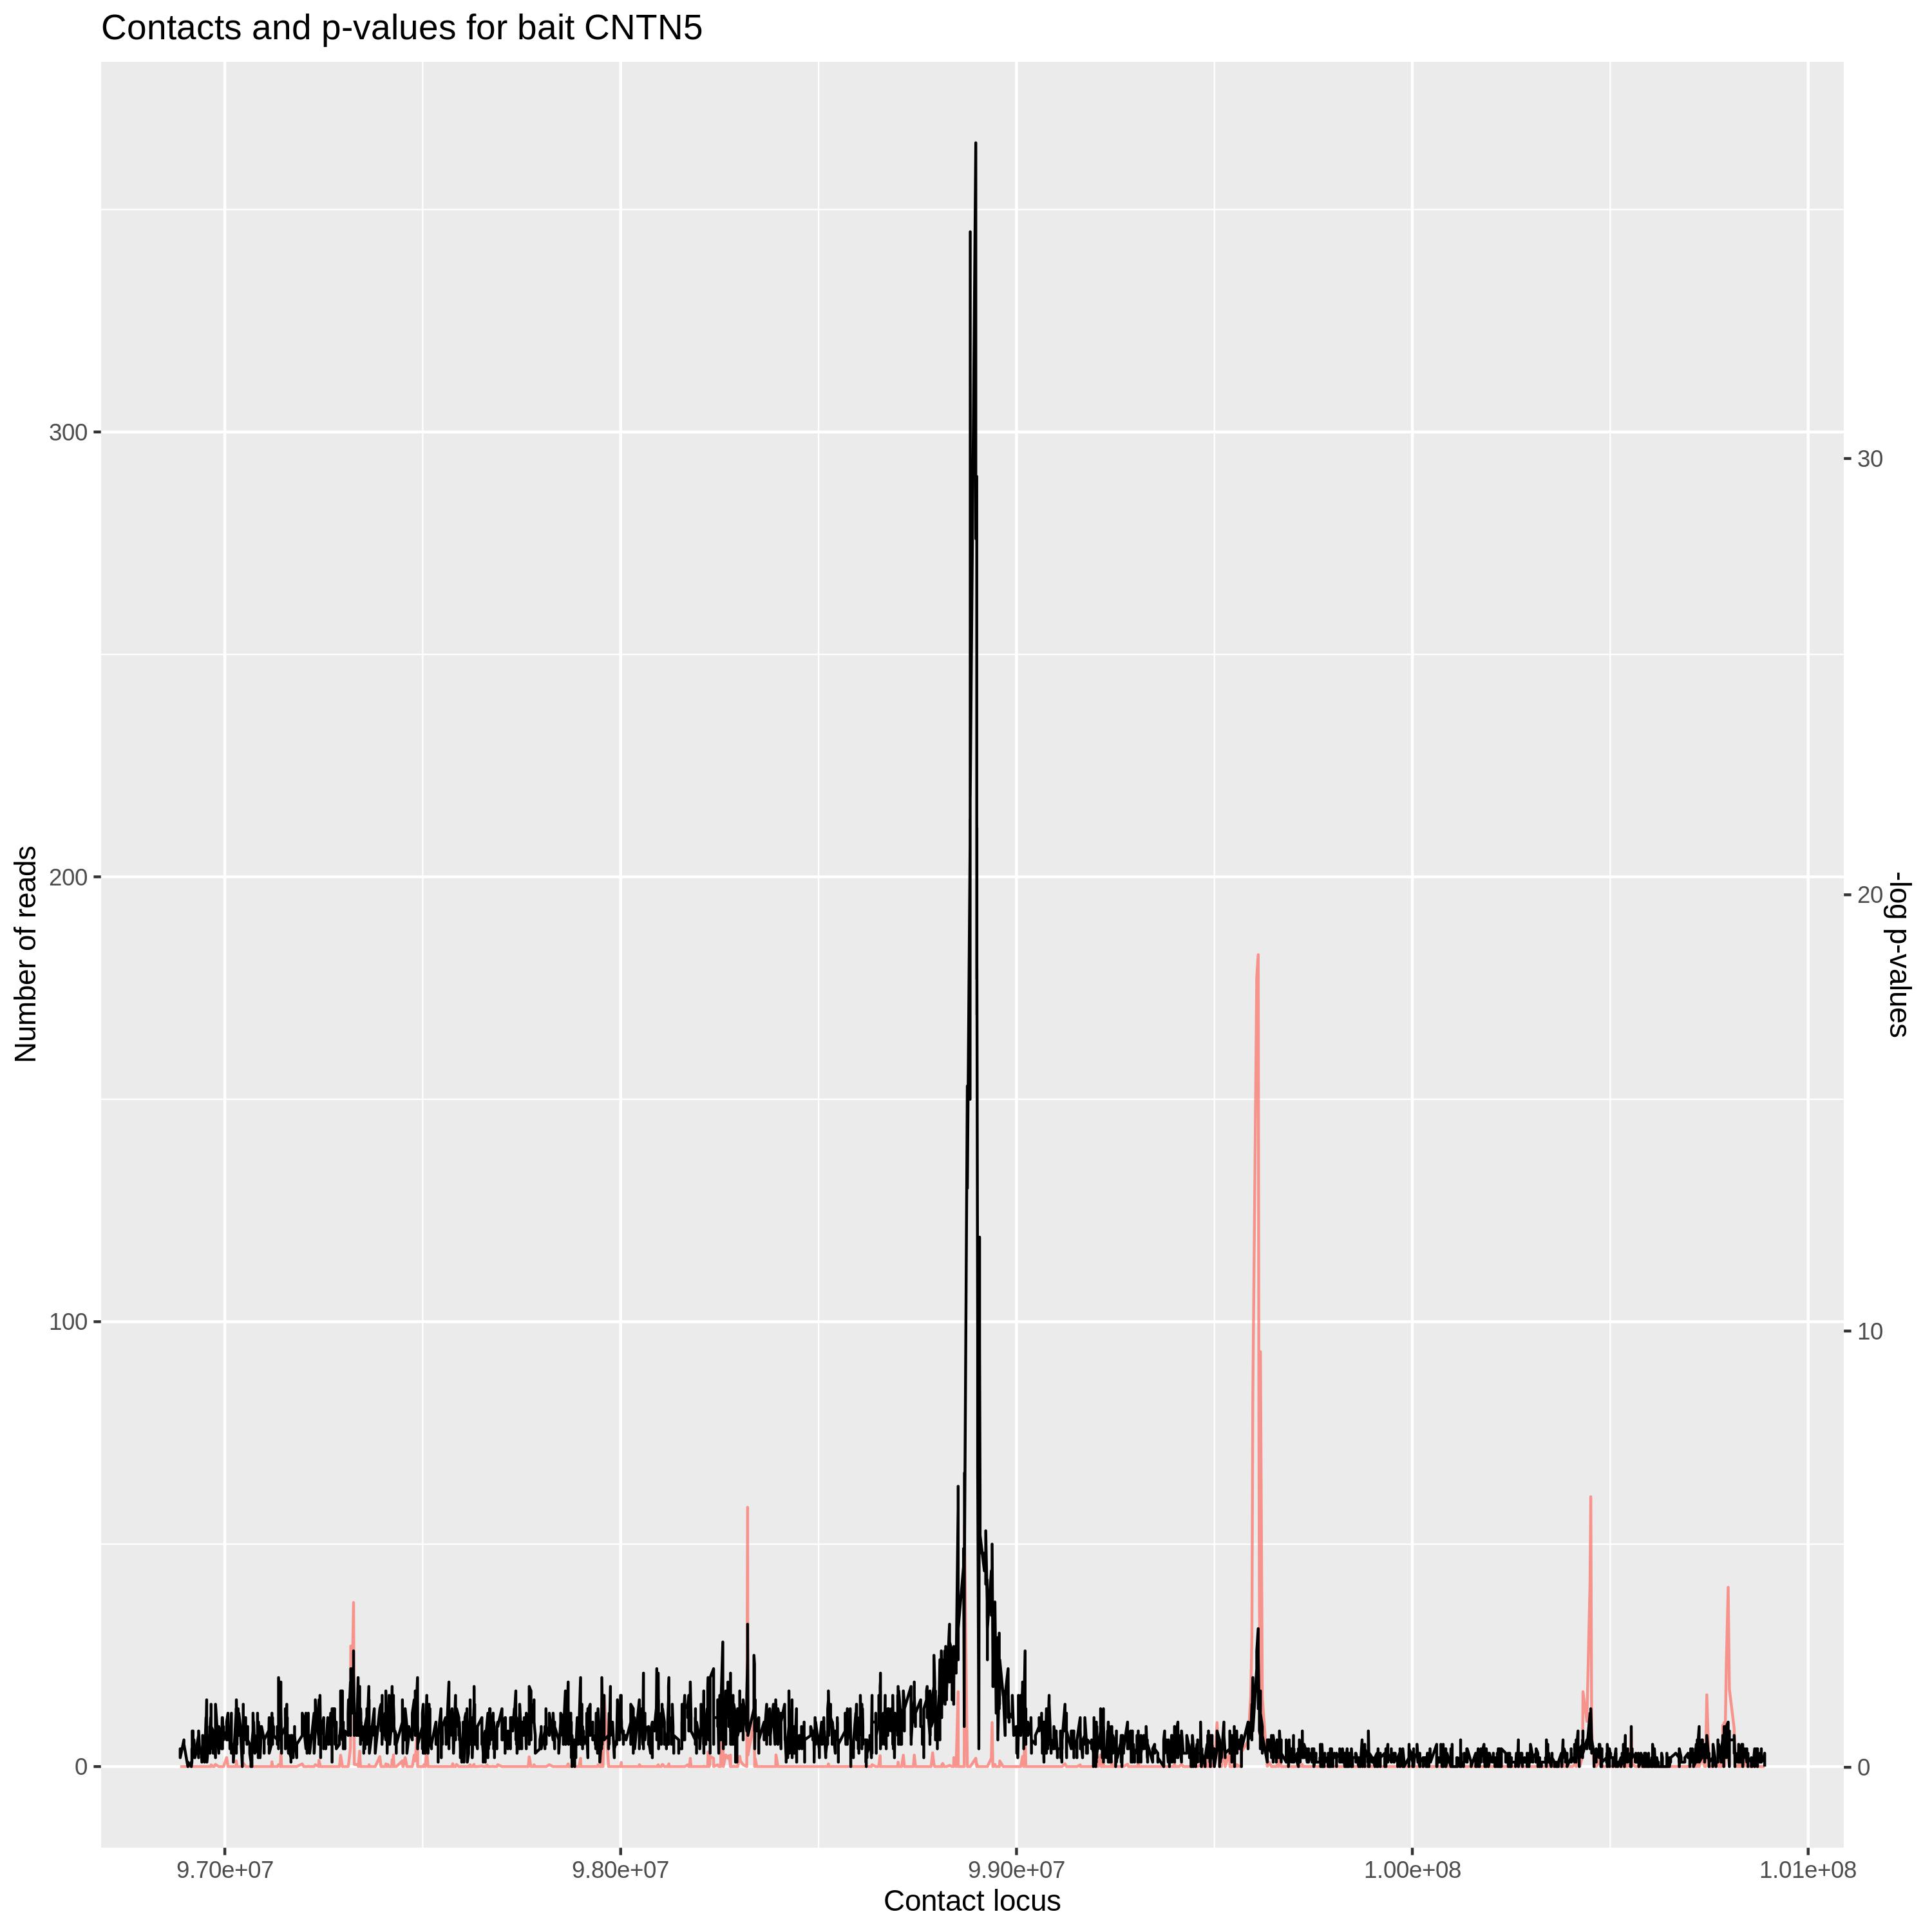 Contacts and p-values for bait CNTN5
Number of reads
300
200
100
0
30
20
10
0
-log p-values
9.70e+07
9.80e+07
9.90e+07
1.00e+08
1.01e+08
Contact locus